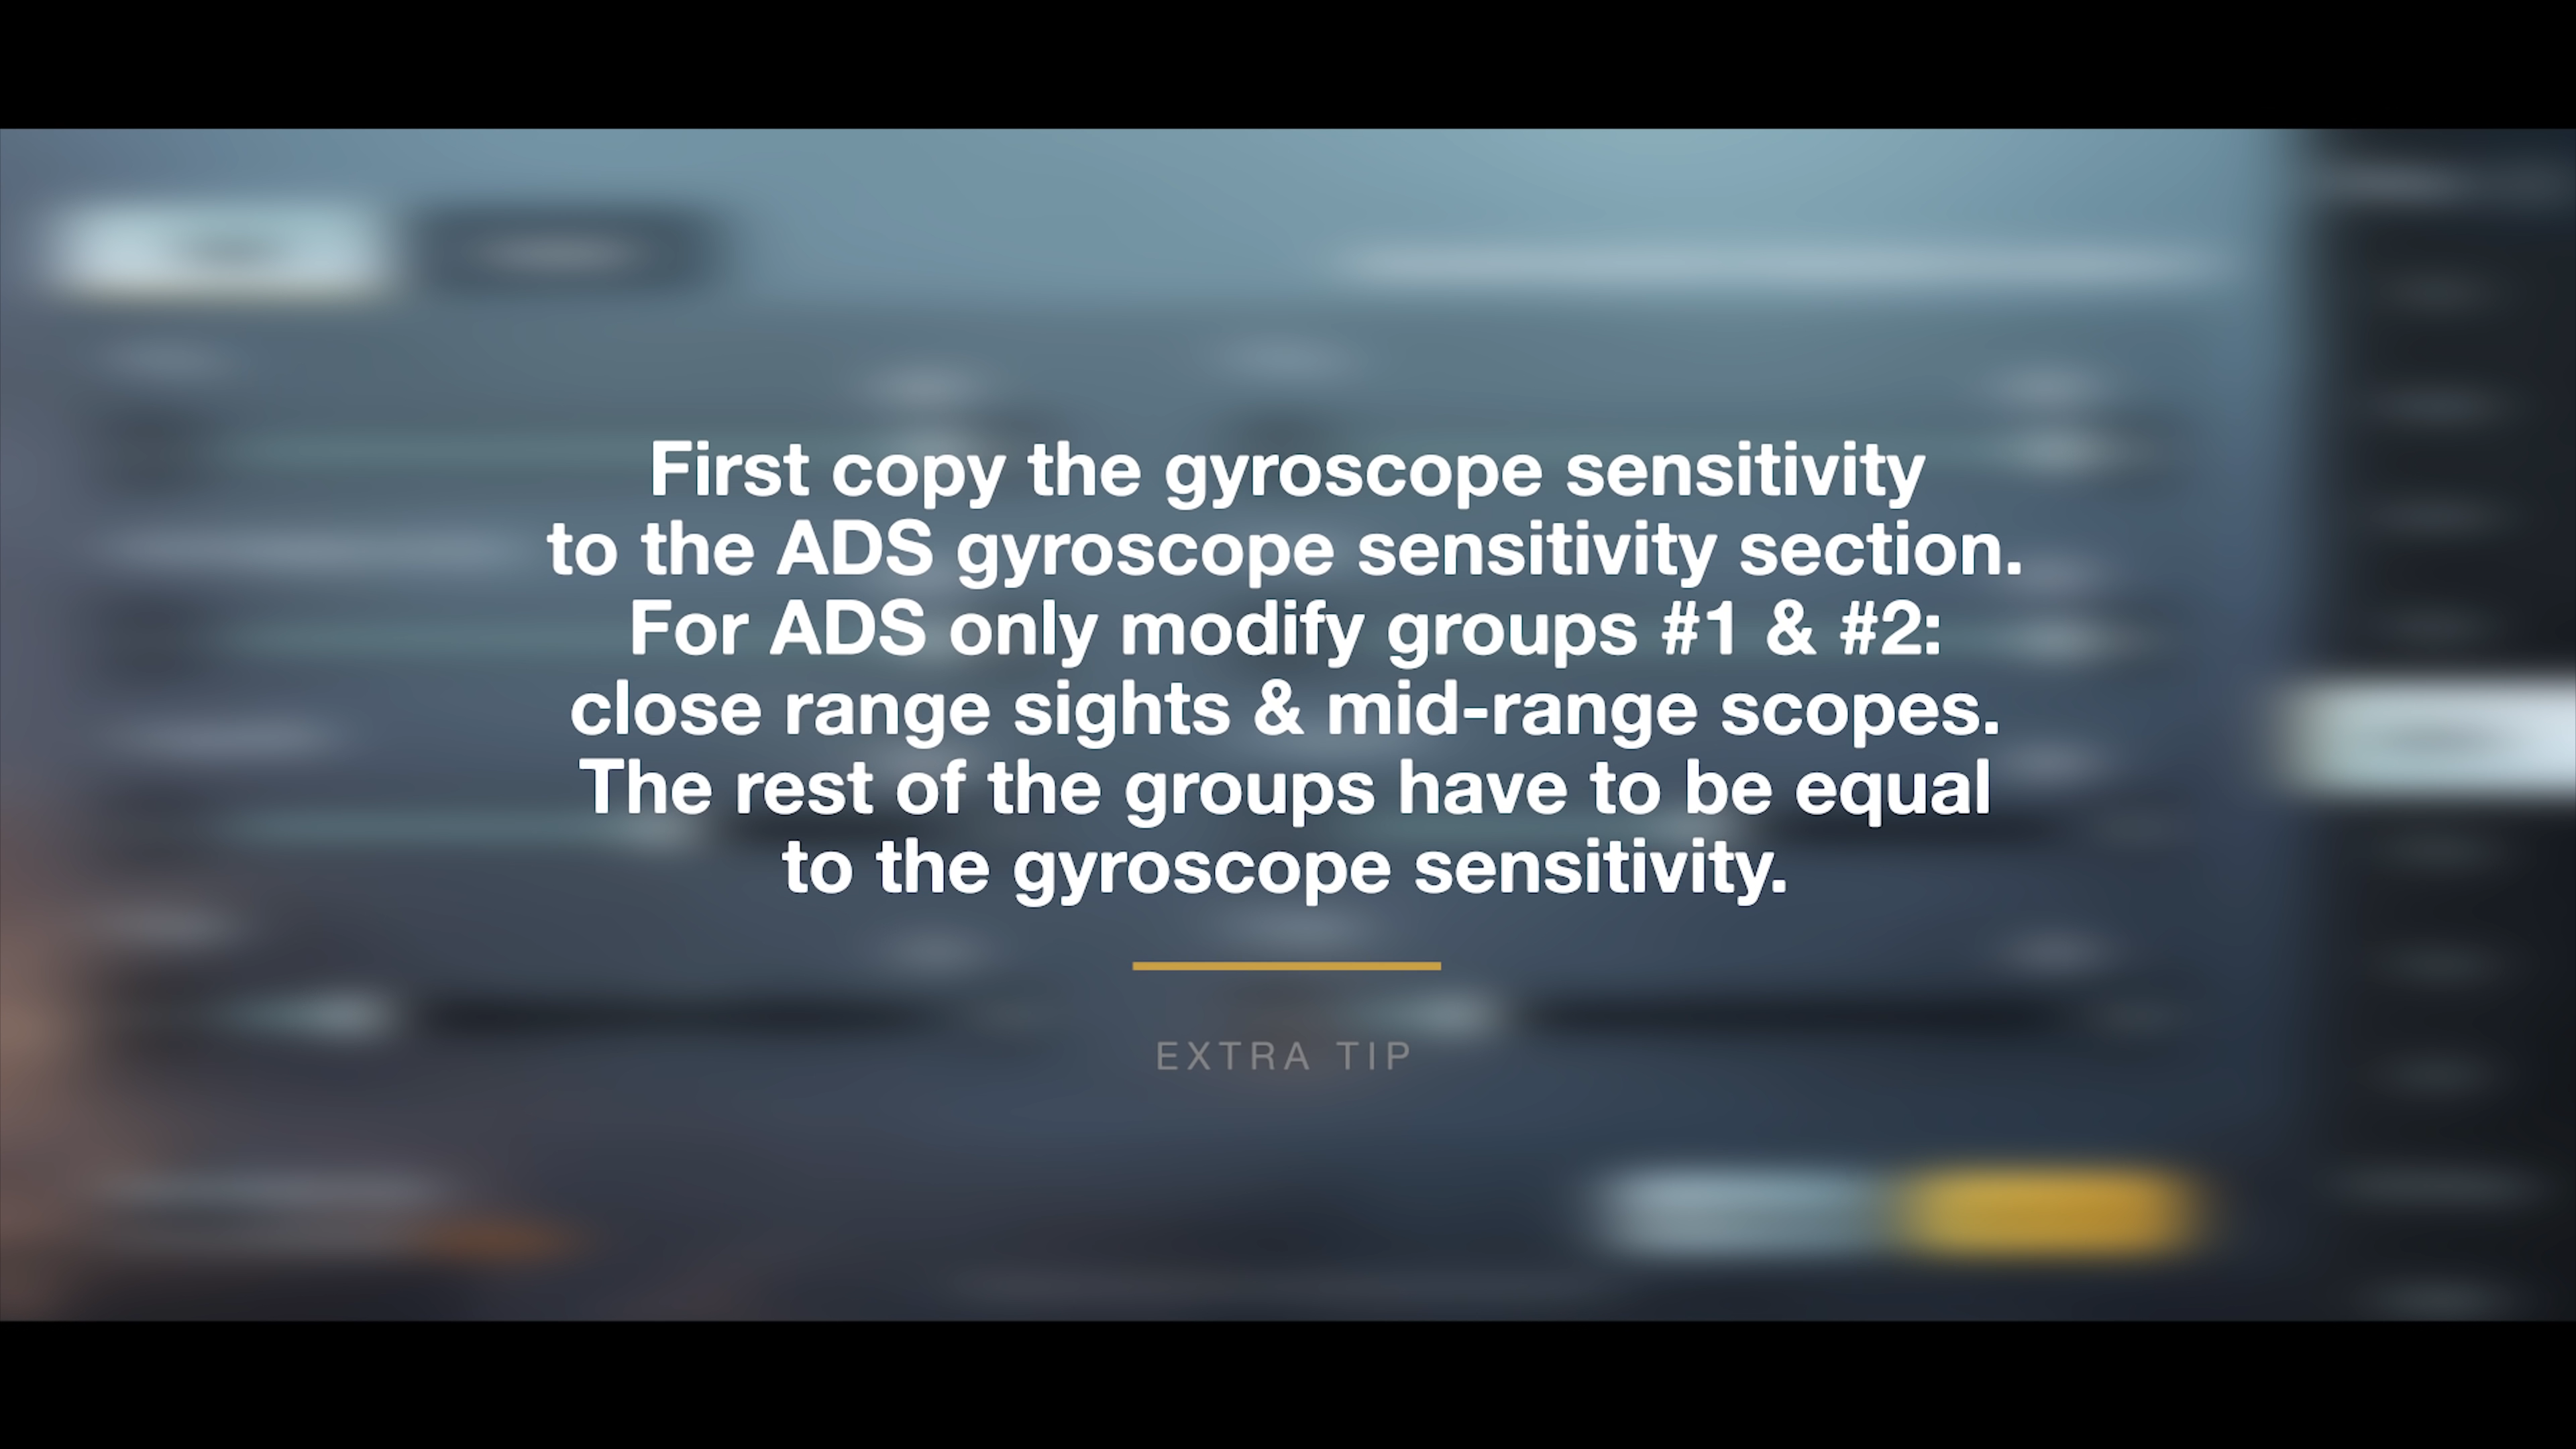 First copy the gyroscope sensitivity
to the ADS gyroscope sensitivity section.
For ADS only modify groups #1 & #2:
close range sights & mid-range scopes.
The rest of the groups have to be equal
to the gyroscope sensitivity.
EXTRA TIP